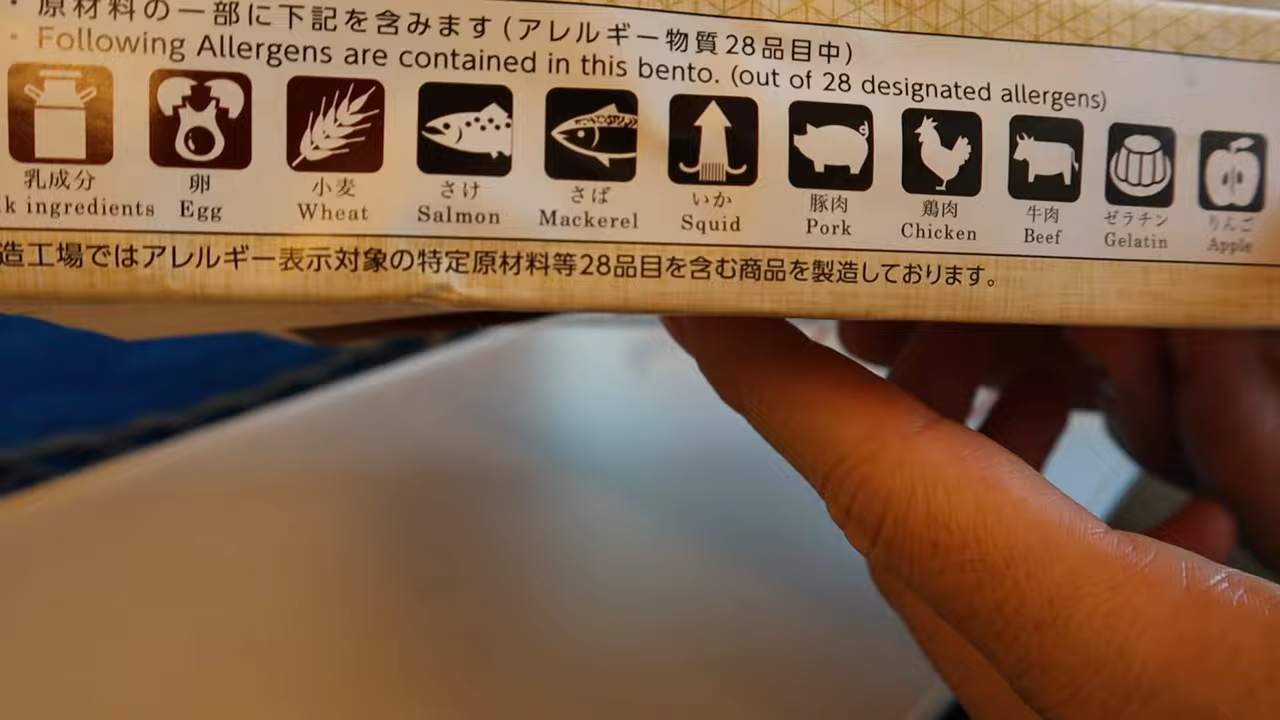 ・原材料の一部に下記を含みます(アレルギー物質28品目中)
・Following Allergens are contained in this bento. (out of 28 designated allergens)
乳成分 卵 小麦 さけ さば いか 豚肉 鶏肉 牛肉 ゼラチン りんご
k ingredients Egg Wheat Salmon Mackerel Squid Pork Chicken Beef Gelatin Apple
造工場ではアレルギー表示対象の特定原材料等28品目を含む商品を製造しております。